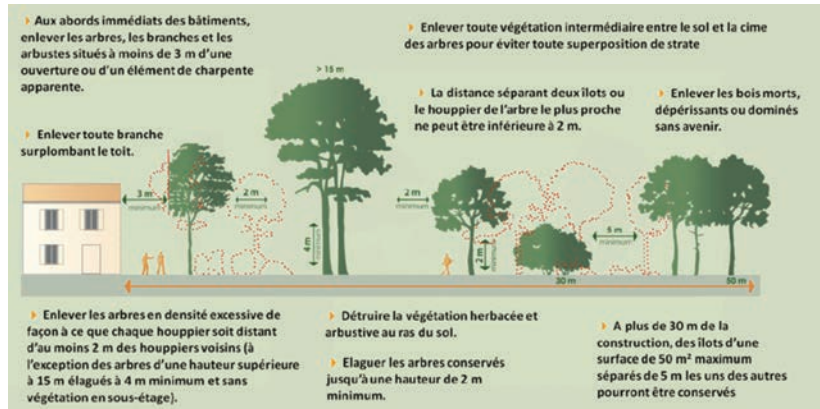 Aux abords immédiats des bâtiments,
enlever les arbres, les branches et les
arbustes situés à moins de 3 m d'une
ouverture ou d'un élément de charpente
apparente.
Enlever toute végétation intermédiaire entre le sol et la cime
des arbres pour éviter toute superposition de strate
> 15 m
La distance séparant deux îlots ou
le houppier de l'arbre le plus proche
ne peut être inférieure à 2 m.
Enlever les bois morts,
dépérissants ou dominés
sans avenir.
Enlever toute branche
surplombant le toit.
3 m
minimum
2 m
minimum
4 m
minimum
2 m
minimum
2 m
minimum
5 m
minimum
30 m
50 m
Enlever les arbres en densité excessive de
façon à ce que chaque houppier soit distant
d'au moins 2 m des houppiers voisins (à
l'exception des arbres d'une hauteur supérieure
à 15 m élagués à 4 m minimum et sans
végétation en sous-étage).
Détruire la végétation herbacée et
arbustive au ras du sol.
Elaguer les arbres conservés
jusqu'à une hauteur de 2 m
minimum.
A plus de 30 m de la
construction, des îlots d'une
surface de 50 m² maximum
séparés de 5 m les uns des autres
pourront être conservés